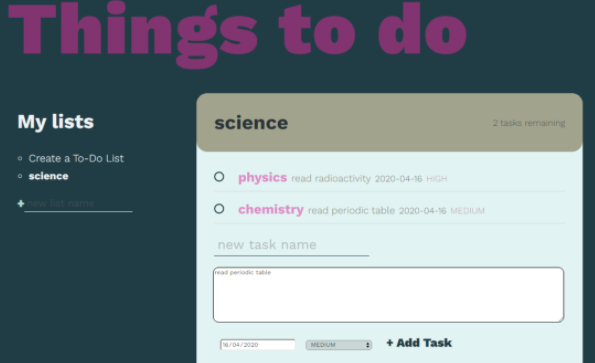 Things to do
My lists
Create a To-Do List
science
+ new list name
science
2 tasks remaining
physics read radioactivity 2020-04-16 HIGH
chemistry read periodic table 2020-04-16 MEDIUM
new task name
read periodic table
16/04/2020 MEDIUM + Add Task